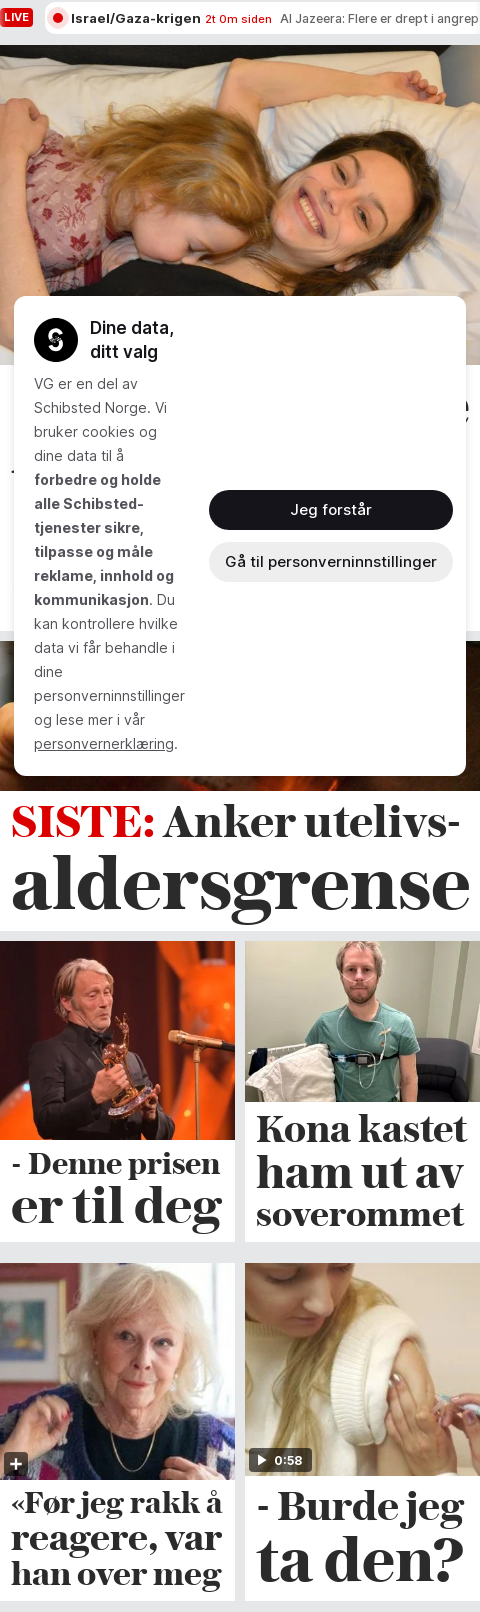 LIVE
Israel/Gaza-krigen 2t 0m siden Al Jazeera: Flere er drept i angrep
Dine data,
ditt valg
VG er en del av
Schibsted Norge. Vi
bruker cookies og
dine data til å
forbedre og holde
alle Schibsted-
tjenester sikre,
tilpasse og måle
reklame, innhold og
kommunikasjon. Du
kan kontrollere hvilke
data vi får behandle i
dine
personverninnstillinger
og lese mer i vår
personvernerklæring.
Jeg forstår
Gå til personverninnstillinger
SISTE: Anker utelivs-
aldersgrense
- Denne prisen
er til deg
Kona kastet
ham ut av
soverommet
«Før jeg rakk å
reagere, var
han over meg
0:58
- Burde jeg
ta den?